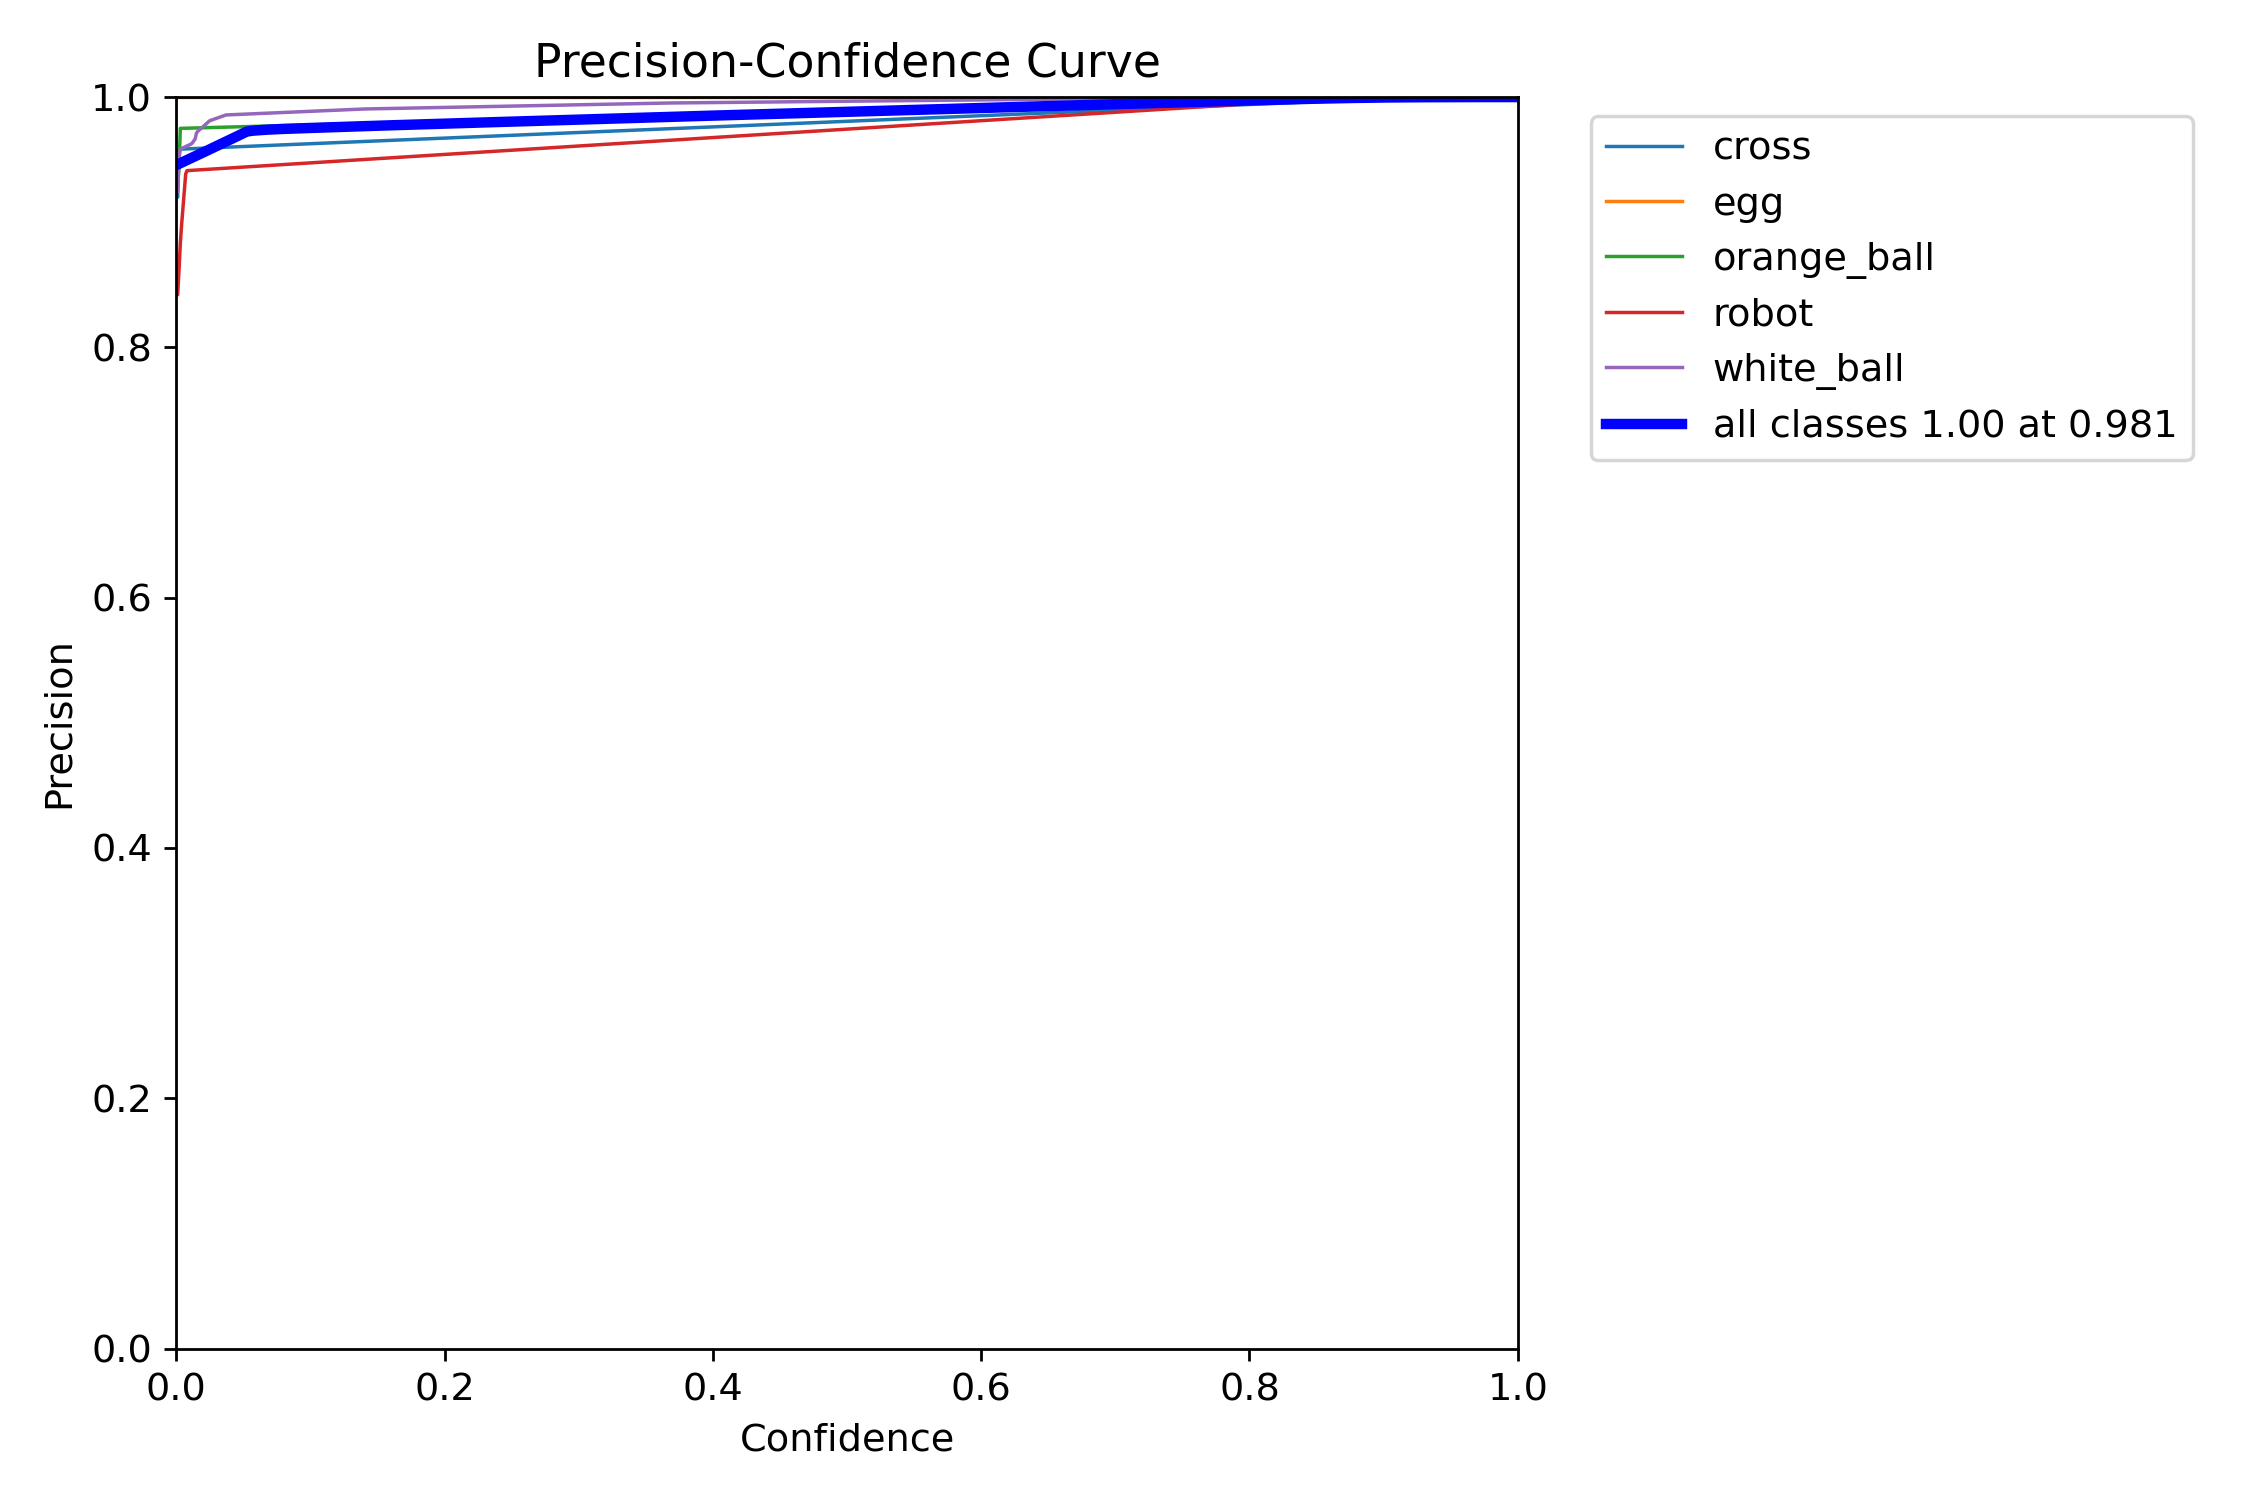 Precision-Confidence Curve
1.0
0.8
0.6
0.4
0.2
0.0
Precision
0.0 0.2 0.4 0.6 0.8 1.0
Confidence
cross
egg
orange_ball
robot
white_ball
all classes 1.00 at 0.981